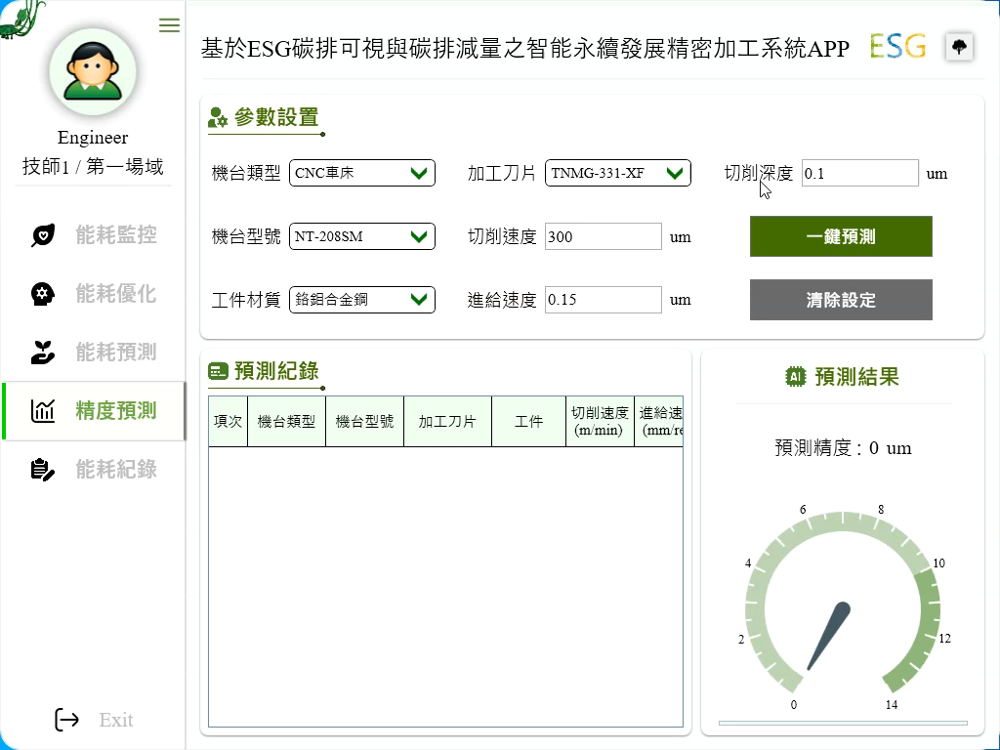 基於ESG碳排可視與碳排減量之智能永續發展精密加工系統APP
ESG
Engineer
技師1 / 第一場域
能耗監控
能耗優化
能耗預測
精度預測
能耗紀錄
Exit
參數設置
機台類型 CNC車床 加工刀片 TNMG-331-XF 切削深度 0.1 um
機台型號 NT-208SM 切削速度 300 um 一鍵預測
工件材質 鉻鉬合金鋼 進給速度 0.15 um 清除設定
預測紀錄
項次 機台類型 機台型號 加工刀片 工件 切削速度 進給速
(m/min) (mm/re
AI 預測結果
預測精度 : 0 um
6 8
4 10
2 12
0 14